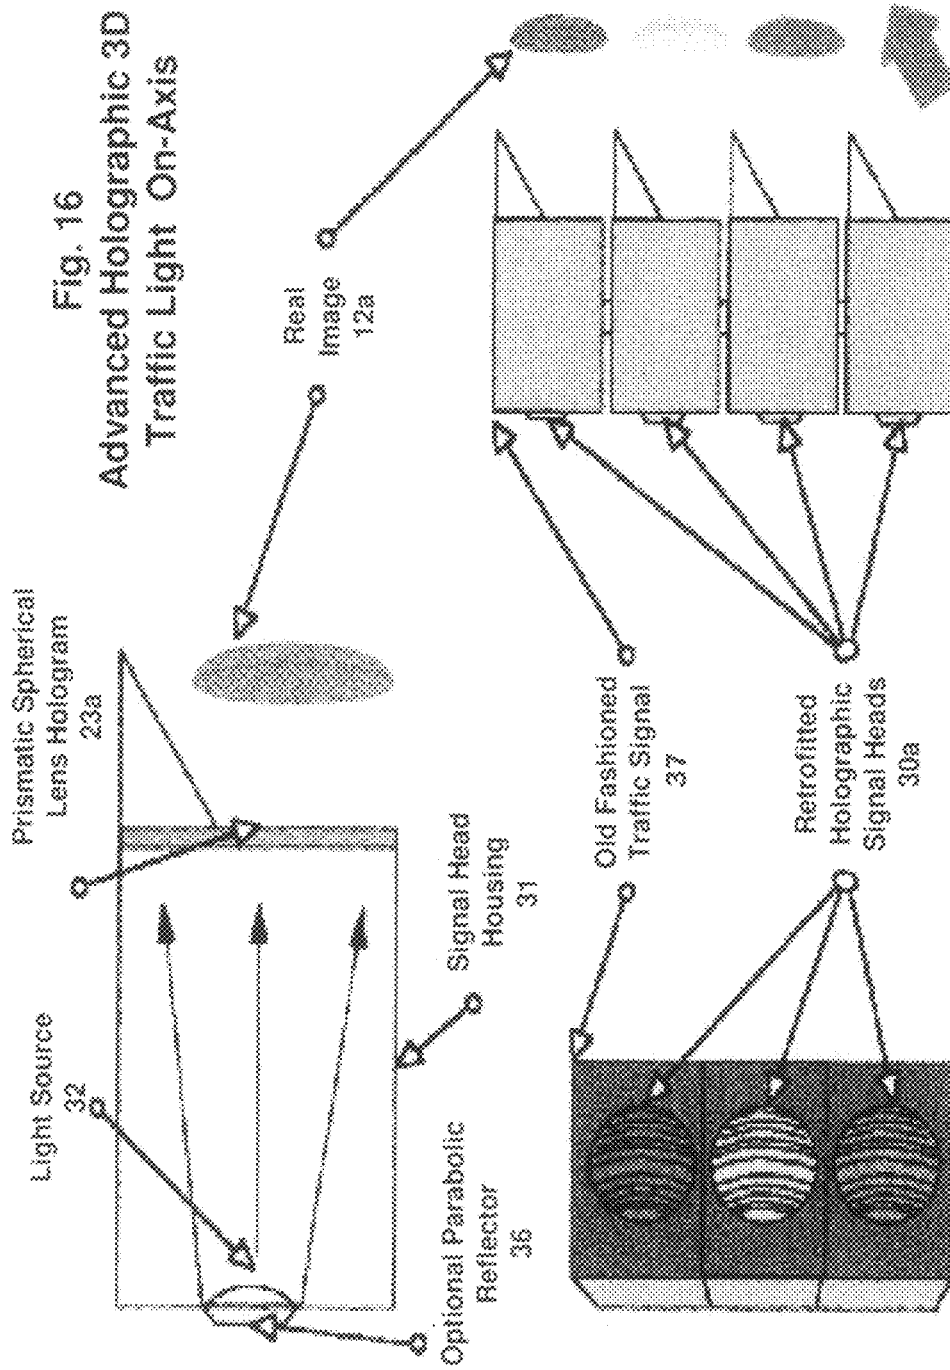 Fig. 16
Advanced Holographic 3D
Traffic Light On-Axis
Prismatic Spherical
Lens Hologram
23a
Light Source
32
Real
Image
12a
Signal Head
Housing
31
Optional Parabolic
Reflector
36
Old Fashioned
Traffic Signal
37
Retrofitted
Holographic
Signal Heads
30a